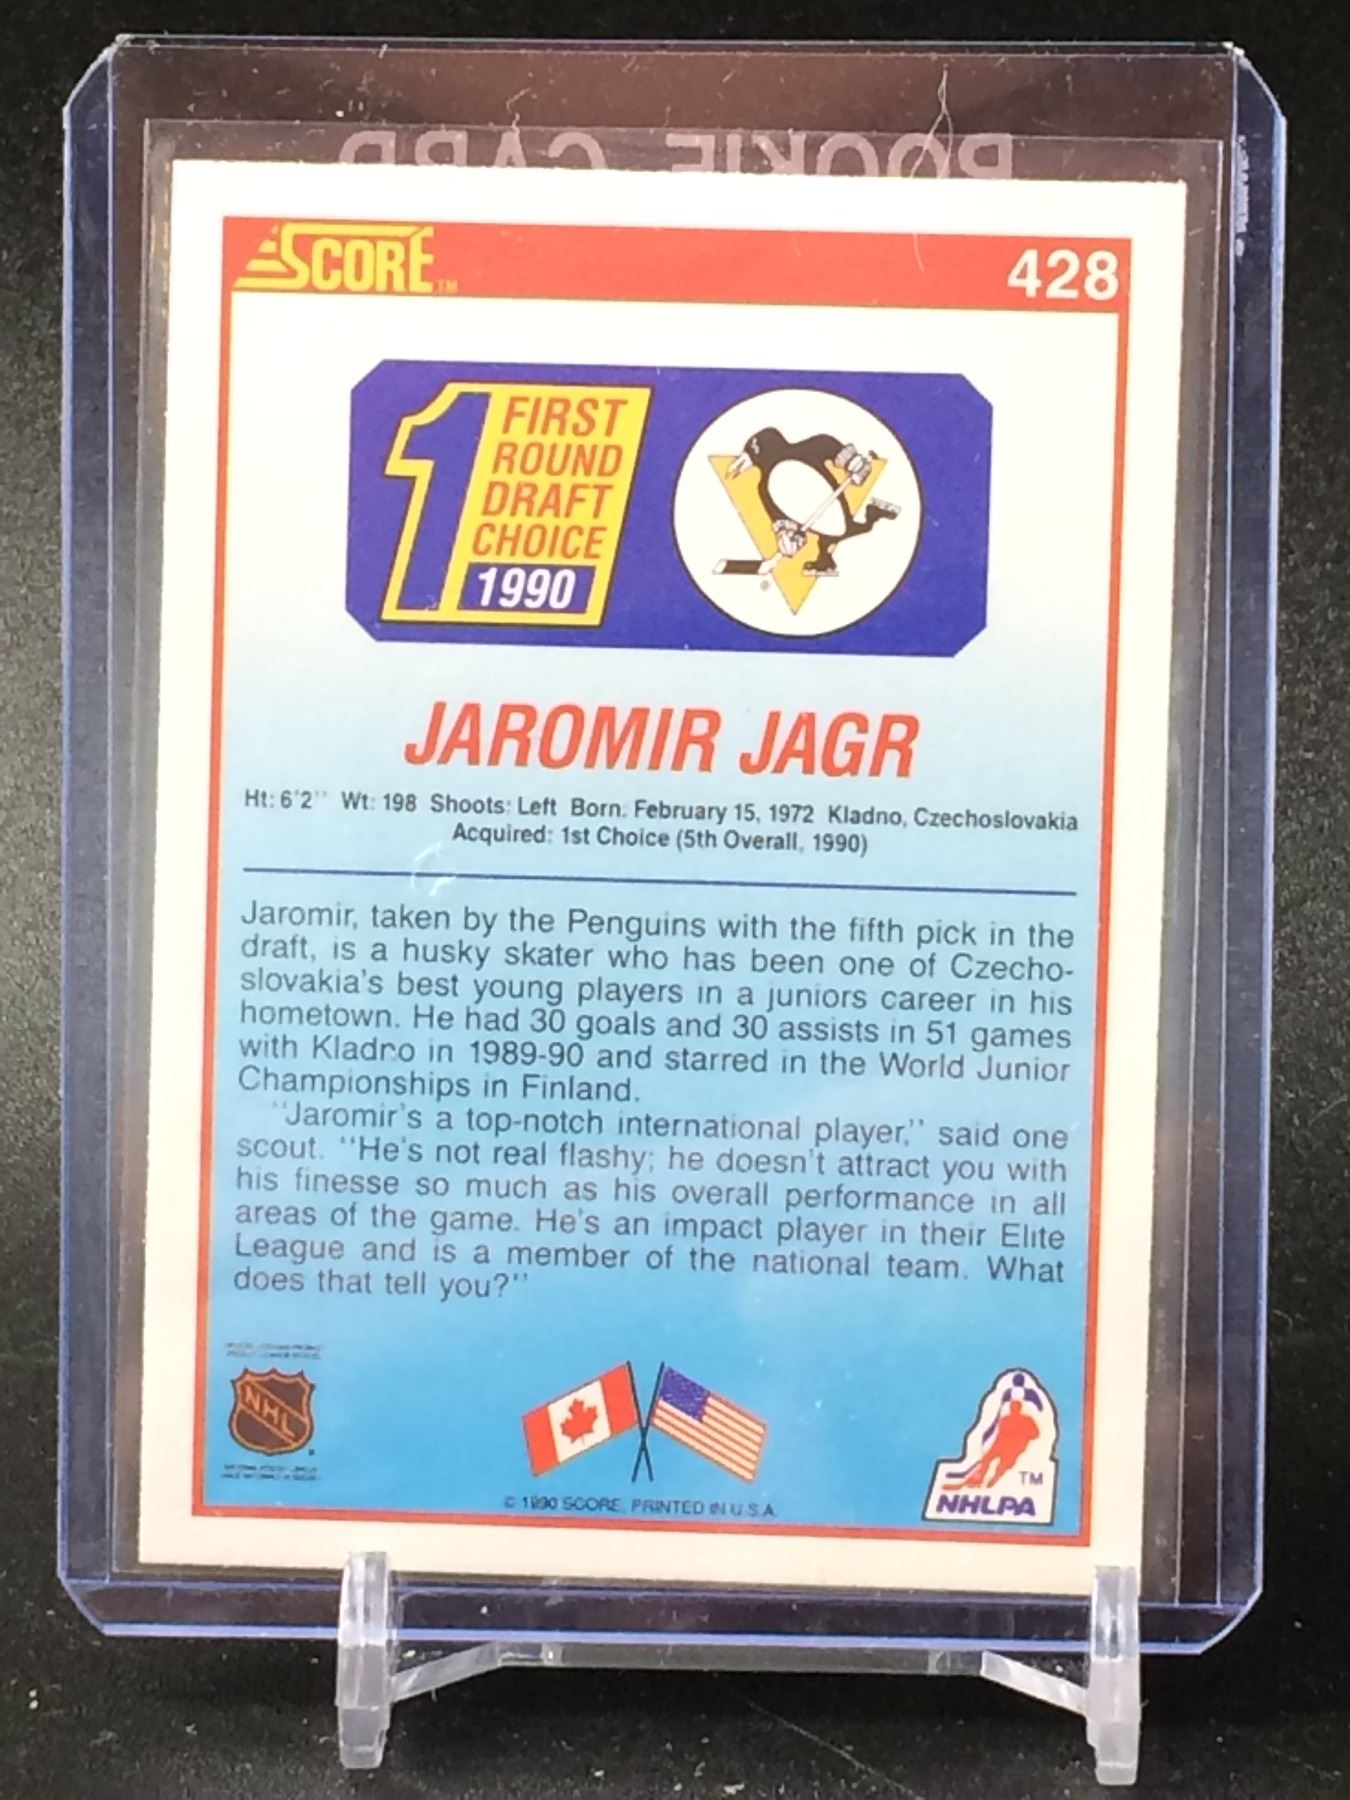 ROOKIE CARD
SCORE TM
428
1 FIRST
ROUND
DRAFT
CHOICE
1990
JAROMIR JAGR
Ht: 6'2" Wt: 198 Shoots: Left Born: February 15, 1972 Kladno, Czechoslovakia
Acquired: 1st Choice (5th Overall, 1990)
Jaromir, taken by the Penguins with the fifth pick in the
draft, is a husky skater who has been one of Czecho-
slovakia's best young players in a juniors career in his
hometown. He had 30 goals and 30 assists in 51 games
with Kladno in 1989-90 and starred in the World Junior
Championships in Finland.
"Jaromir's a top-notch international player," said one
scout. "He's not real flashy; he doesn't attract you with
his finesse so much as his overall performance in all
areas of the game. He's an impact player in their Elite
League and is a member of the national team. What
does that tell you?"
NHL
TM
NHLPA
© 1990 SCORE, PRINTED IN U.S.A.